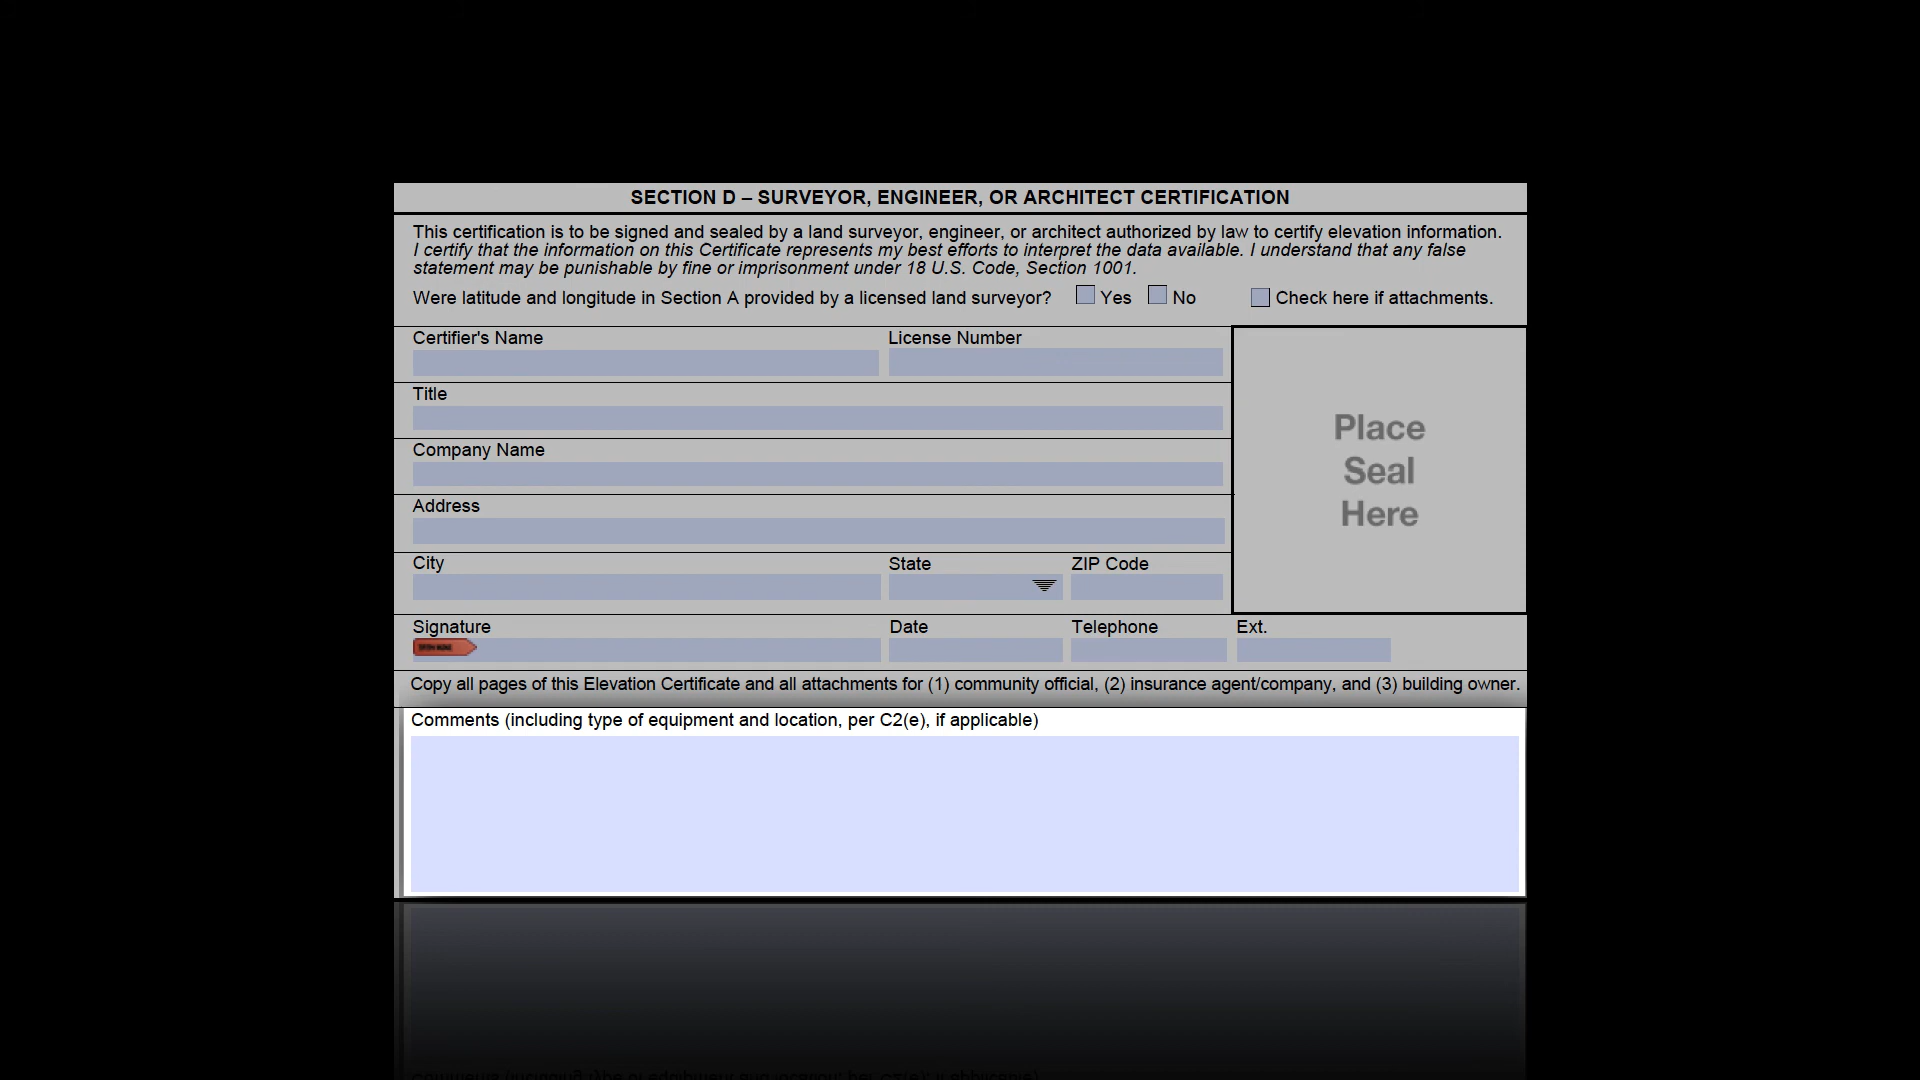 SECTION D – SURVEYOR, ENGINEER, OR ARCHITECT CERTIFICATION
This certification is to be signed and sealed by a land surveyor, engineer, or architect authorized by law to certify elevation information.
I certify that the information on this Certificate represents my best efforts to interpret the data available. I understand that any false
statement may be punishable by fine or imprisonment under 18 U.S. Code, Section 1001.
Were latitude and longitude in Section A provided by a licensed land surveyor? Yes No Check here if attachments.
Certifier's Name License Number
Title
Company Name
Address
Place
Seal
Here
City State ZIP Code
Signature Date Telephone Ext.
Copy all pages of this Elevation Certificate and all attachments for (1) community official, (2) insurance agent/company, and (3) building owner.
Comments (including type of equipment and location, per C2(e), if applicable)